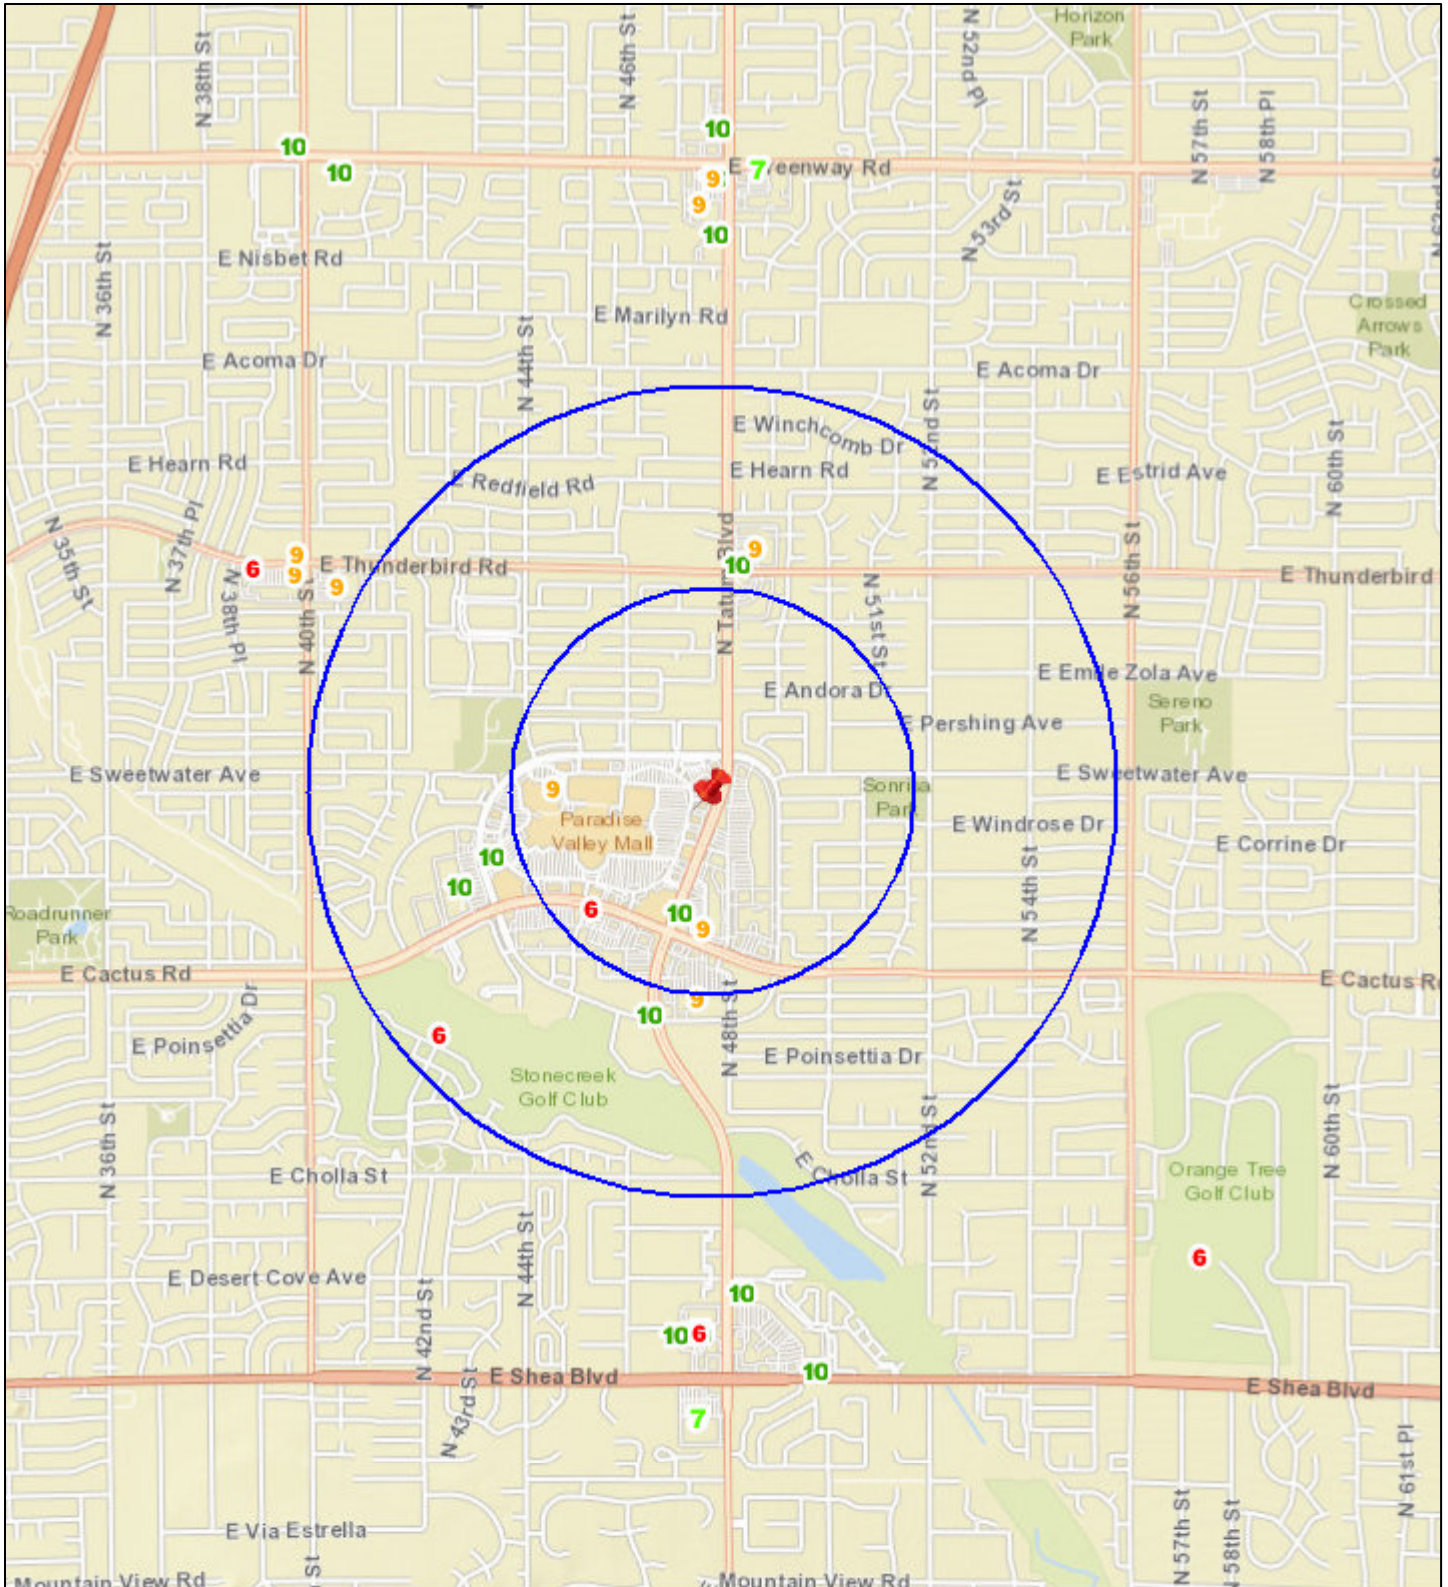 Horizon
Park
N 38th St
N 46th St
N 52nd Pl
N 57th St
N 58th Pl
10
10
10
E Greenway Rd
7
9
9
10
N 53rd St
E Nisbet Rd
N 36th St
E Marilyn Rd
Crossed
Arrows
Park
N 44th St
E Acoma Dr
E Acoma Dr
N 52nd St
E Winchcomb Dr
E Hearn Rd
E Hearn Rd
E Redfield Rd
E Estrid Ave
N 60th St
N 35th St
N 37th Pl
N Tatum Blvd
N 56th St
6
9
9
9
E Thunderbird Rd
9
10
E Thunderbird
N 38th Pl
N 40th St
N 51st St
E Emile Zola Ave
E Andora Dr
Sereno
Park
E Pershing Ave
E Sweetwater Ave
E Sweetwater Ave
9
Sonrisa
Park
Paradise
Valley Mall
E Windrose Dr
E Corrine Dr
10
10
N 54th St
6
10
9
Roadrunner
Park
E Cactus Rd
E Cactus R
9
10
N 48th St
E Poinsettia Dr
6
E Poinsettia Dr
Stonecreek
Golf Club
N 36th St
N 52nd St
N 60th St
E Cholla St
E Cholla St
Orange Tree
Golf Club
N 44th St
6
E Desert Cove Ave
N 42nd St
10
10
6
10
E Shea Blvd
E Shea Blvd
N 43rd St
7
N 61st Pl
E Via Estrella
N 57th St
N 58th St
St
Mountain View Rd
Mountain View Rd